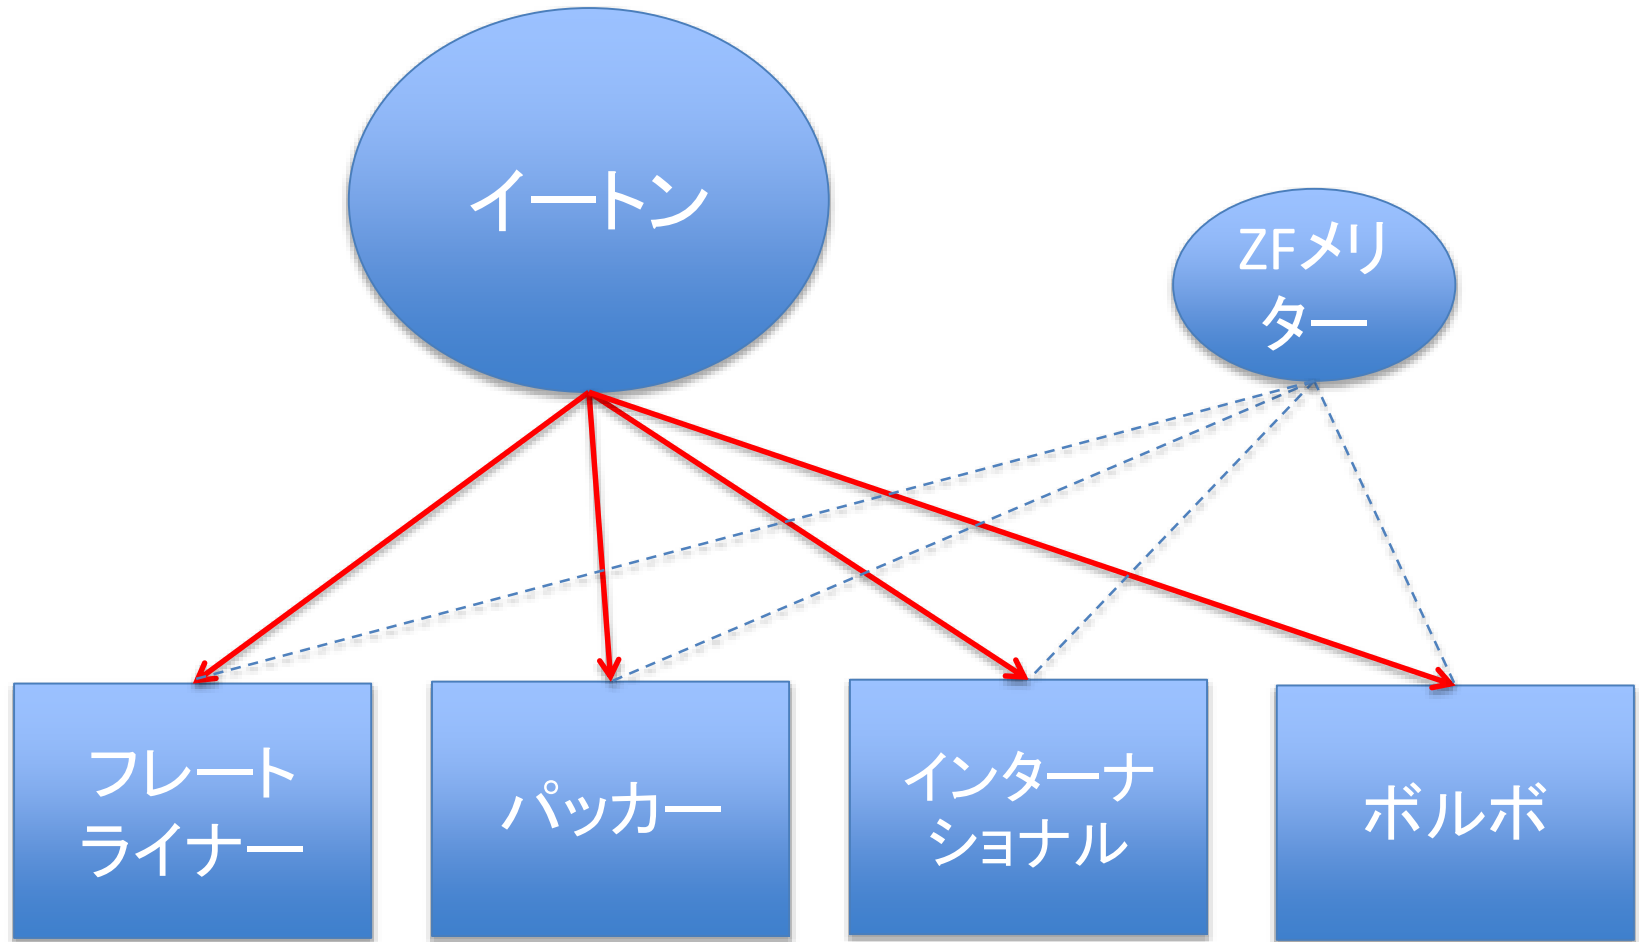 イートン
ZFメリ
ター
フレート
ライナー
パッカー
インターナ
ショナル
ボルボ